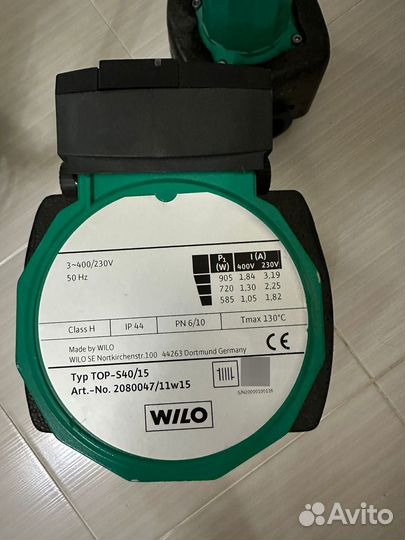 3~400/230V
50 Hz
P₁ (W) I (A) 400V 230V
905 1,84 3,19
720 1,30 2,25
585 1,05 1,82
Class H IP 44 PN 6/10 Tmax 130°C
Made by WILO
WILO SE Nortkirchenstr.100 44263 Dortmund Germany
CE
Typ TOP-S40/15
Art.-No. 2080047/11w15
WILO
Avito